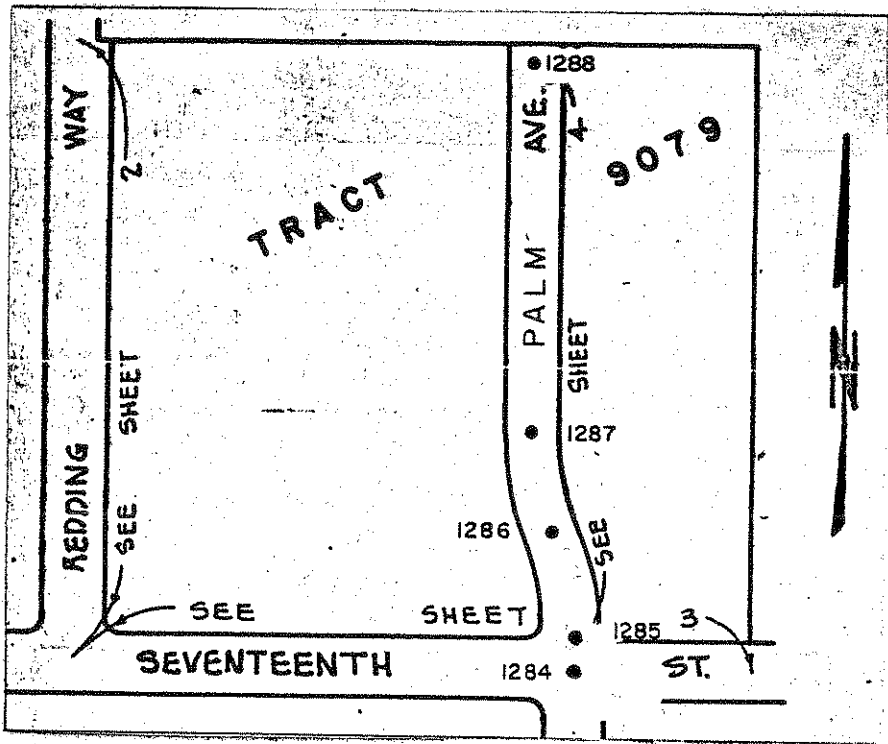 1288
WAY
AVE.
4
2
9079
TRACT
PALM
SHEET
SHEET
1287
REDDING
SEE
1286
SEE
SEE SHEET
1285 3
SEVENTEENTH ST.
1284
N